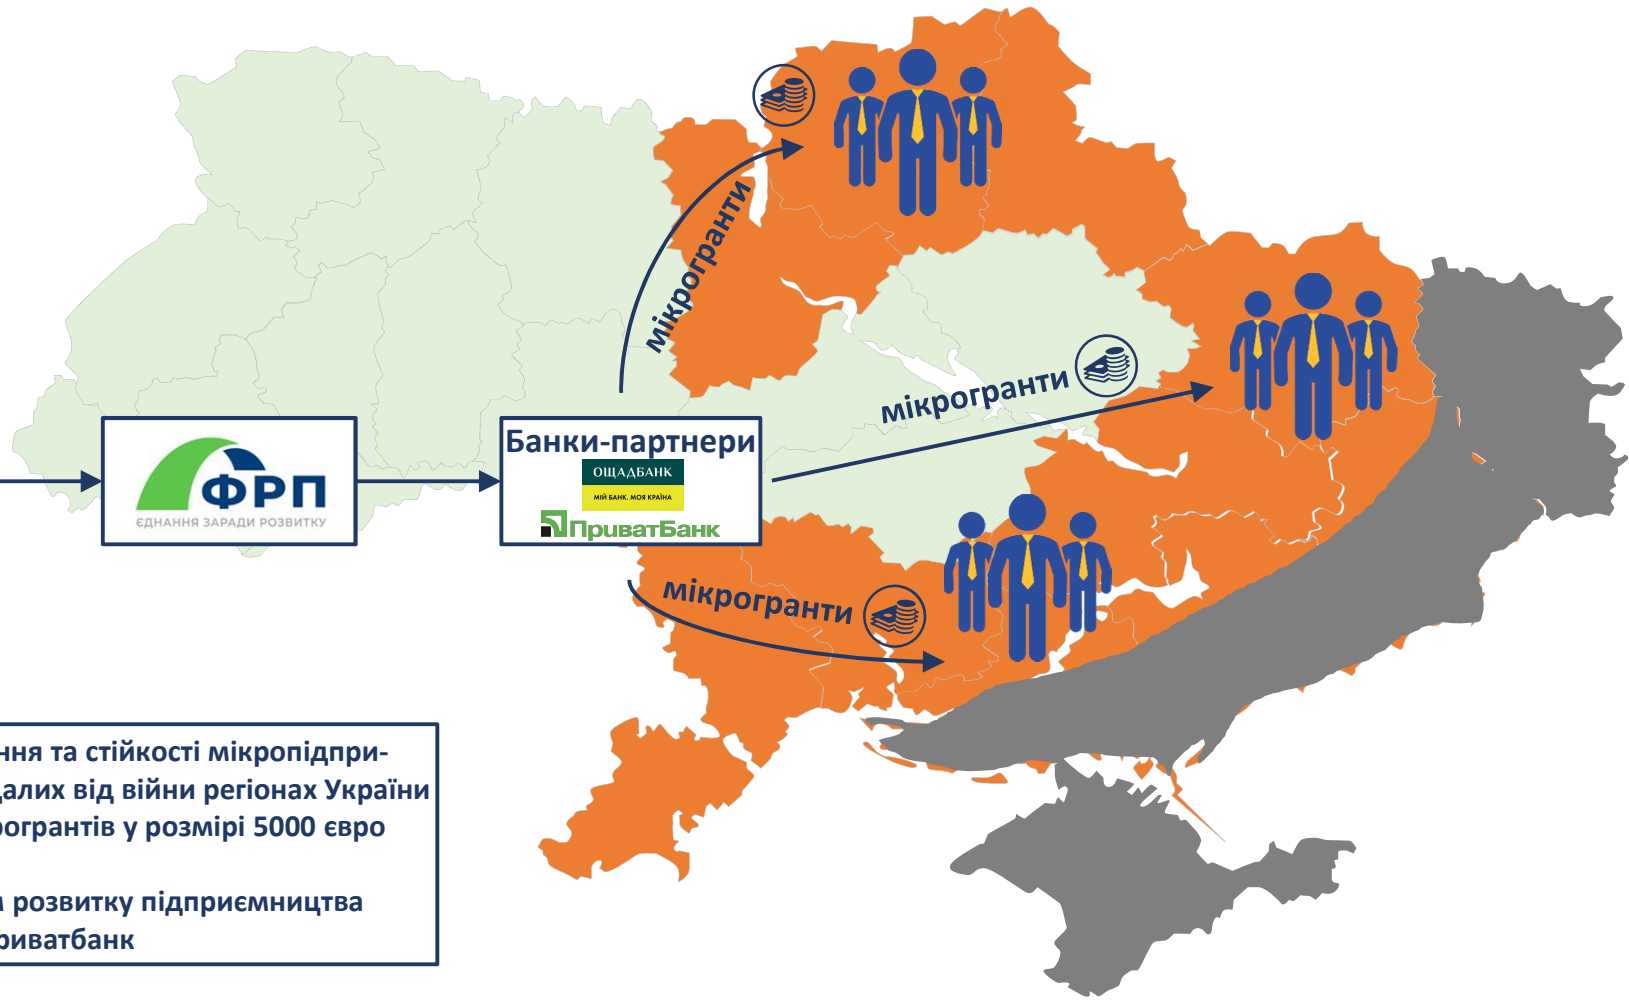 мікрогранти
мікрогранти
ФРП
ЄДНАННЯ ЗАРАДИ РОЗВИТКУ
Банки-партнери
ОЩАДБАНК
МІЙ БАНК. МОЯ КРАЇНА
ПриватБанк
мікрогранти
ння та стійкості мікропідпри-
далих від війни регіонах України
рогрантів у розмірі 5000 євро
розвитку підприємництва
риватбанк